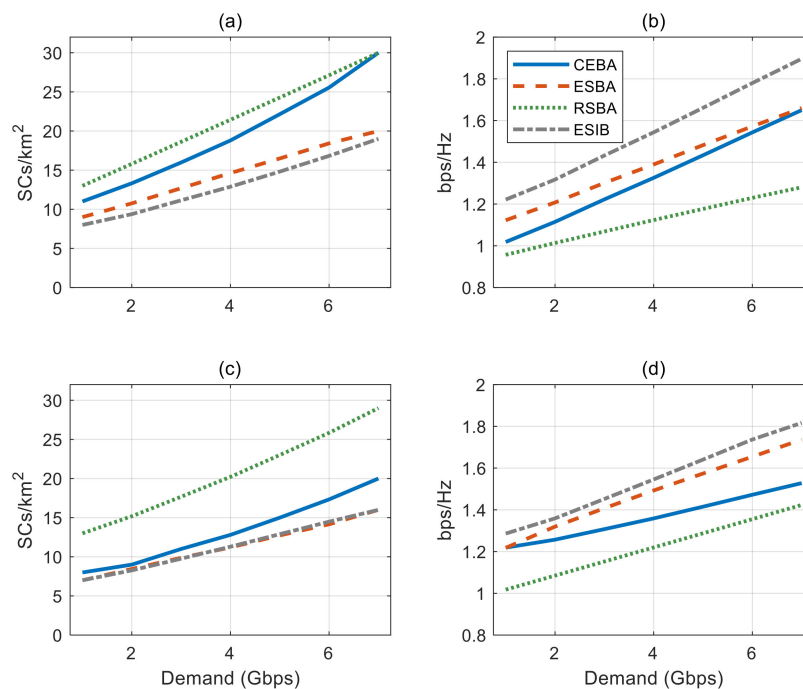 (a)
SCs/km²
30
25
20
15
10
5
0
2
4
6
(b)
bps/Hz
2
1.8
1.6
1.4
1.2
1
0.8
2
4
6
CEBA
ESBA
RSBA
ESIB
(c)
SCs/km²
30
25
20
15
10
5
0
2
4
6
Demand (Gbps)
(d)
bps/Hz
2
1.8
1.6
1.4
1.2
1
0.8
2
4
6
Demand (Gbps)